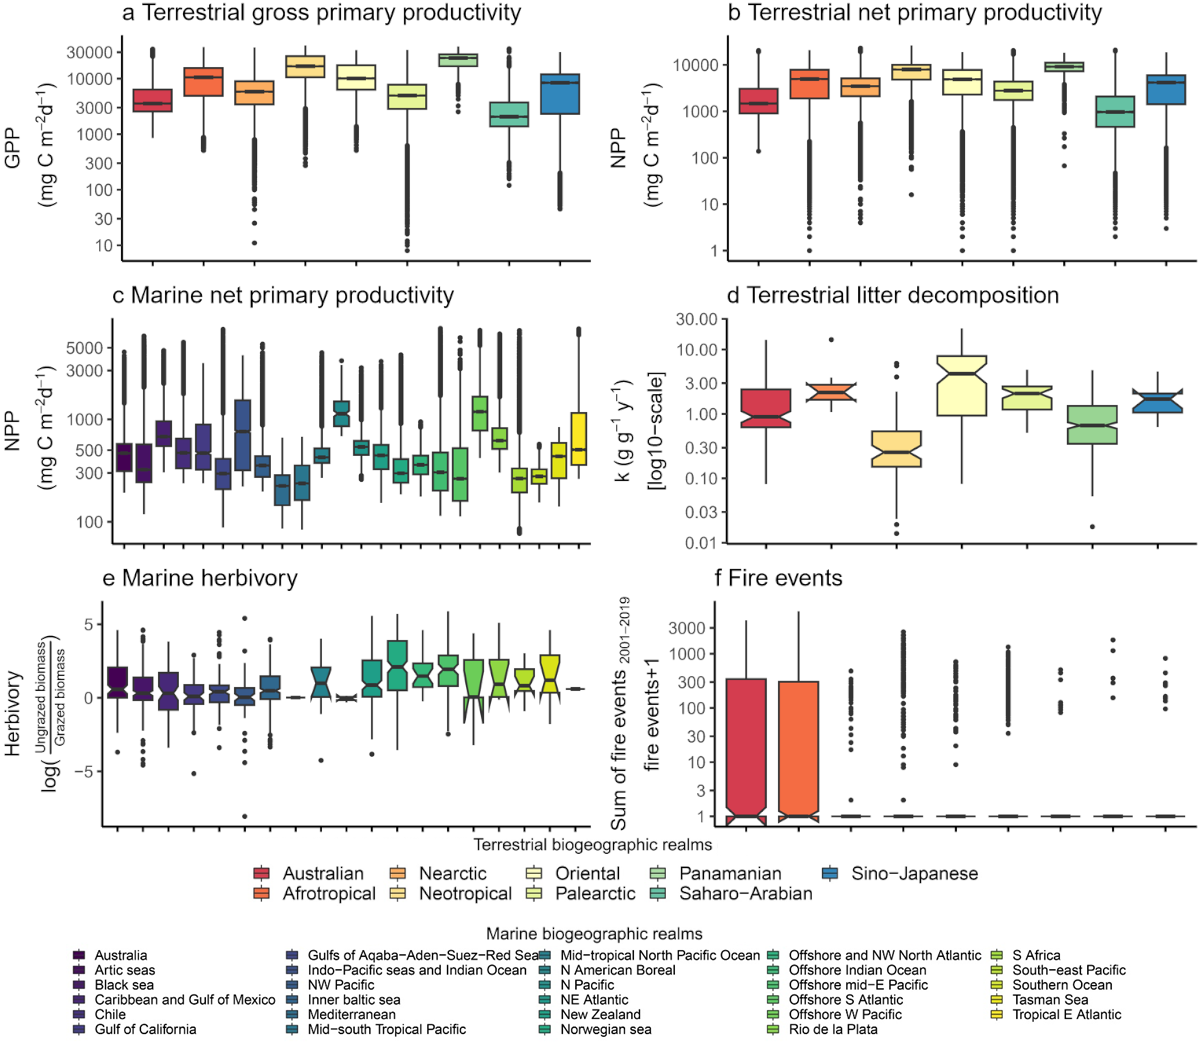 a Terrestrial gross primary productivity
GPP
(mg C m−2d−1)
30000
10000
3000
1000
300
100
30
10
b Terrestrial net primary productivity
NPP
(mg C m−2d−1)
10000
1000
100
10
1
c Marine net primary productivity
NPP
(mg C m−2d−1)
5000
3000
1000
500
300
100
d Terrestrial litter decomposition
k (g g−1 y−1)
[log10−scale]
30.00
10.00
3.00
1.00
0.30
0.10
0.03
0.01
e Marine herbivory
Herbivory
log( Ungrazed biomass / Grazed biomass )
5
0
−5
f Fire events
Sum of fire events 2001−2019
fire events+1
3000
1000
300
100
30
10
3
1
Terrestrial biogeographic realms
Australian Nearctic Oriental Panamanian Sino−Japanese
Afrotropical Neotropical Palearctic Saharo−Arabian
Marine biogeographic realms
Australia Gulfs of Aqaba−Aden−Suez−Red Sea Mid−tropical North Pacific Ocean Offshore and NW North Atlantic S Africa
Artic seas Indo−Pacific seas and Indian Ocean N American Boreal Offshore Indian Ocean South−east Pacific
Black sea NW Pacific N Pacific Offshore mid−E Pacific Southern Ocean
Caribbean and Gulf of Mexico Inner baltic sea NE Atlantic Offshore S Atlantic Tasman Sea
Chile Mediterranean New Zealand Offshore W Pacific Tropical E Atlantic
Gulf of California Mid−south Tropical Pacific Norwegian sea Rio de la Plata